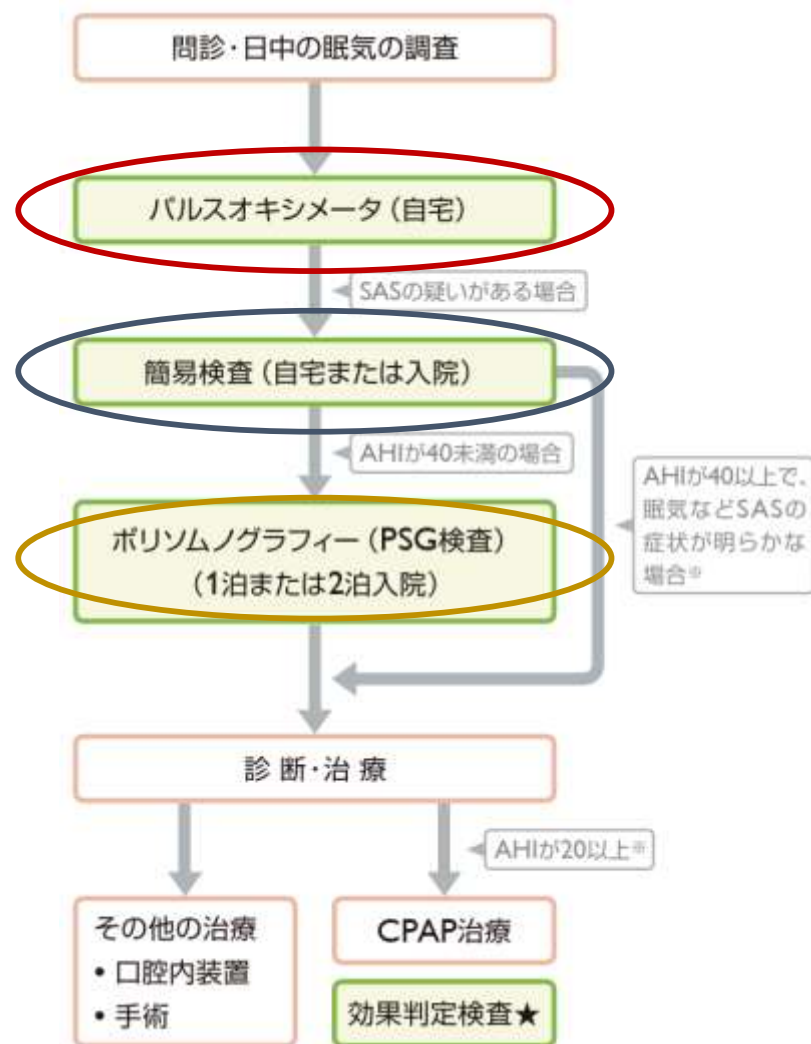 問診・日中の眠気の調査
パルスオキシメータ（自宅）
SASの疑いがある場合
簡易検査（自宅または入院）
AHIが40未満の場合
AHIが40以上で、
眠気などSASの
症状が明らかな
場合※
ポリソムノグラフィー（PSG検査）
（1泊または2泊入院）
診断・治療
AHIが20以上※
その他の治療
• 口腔内装置
• 手術
CPAP治療
効果判定検査★